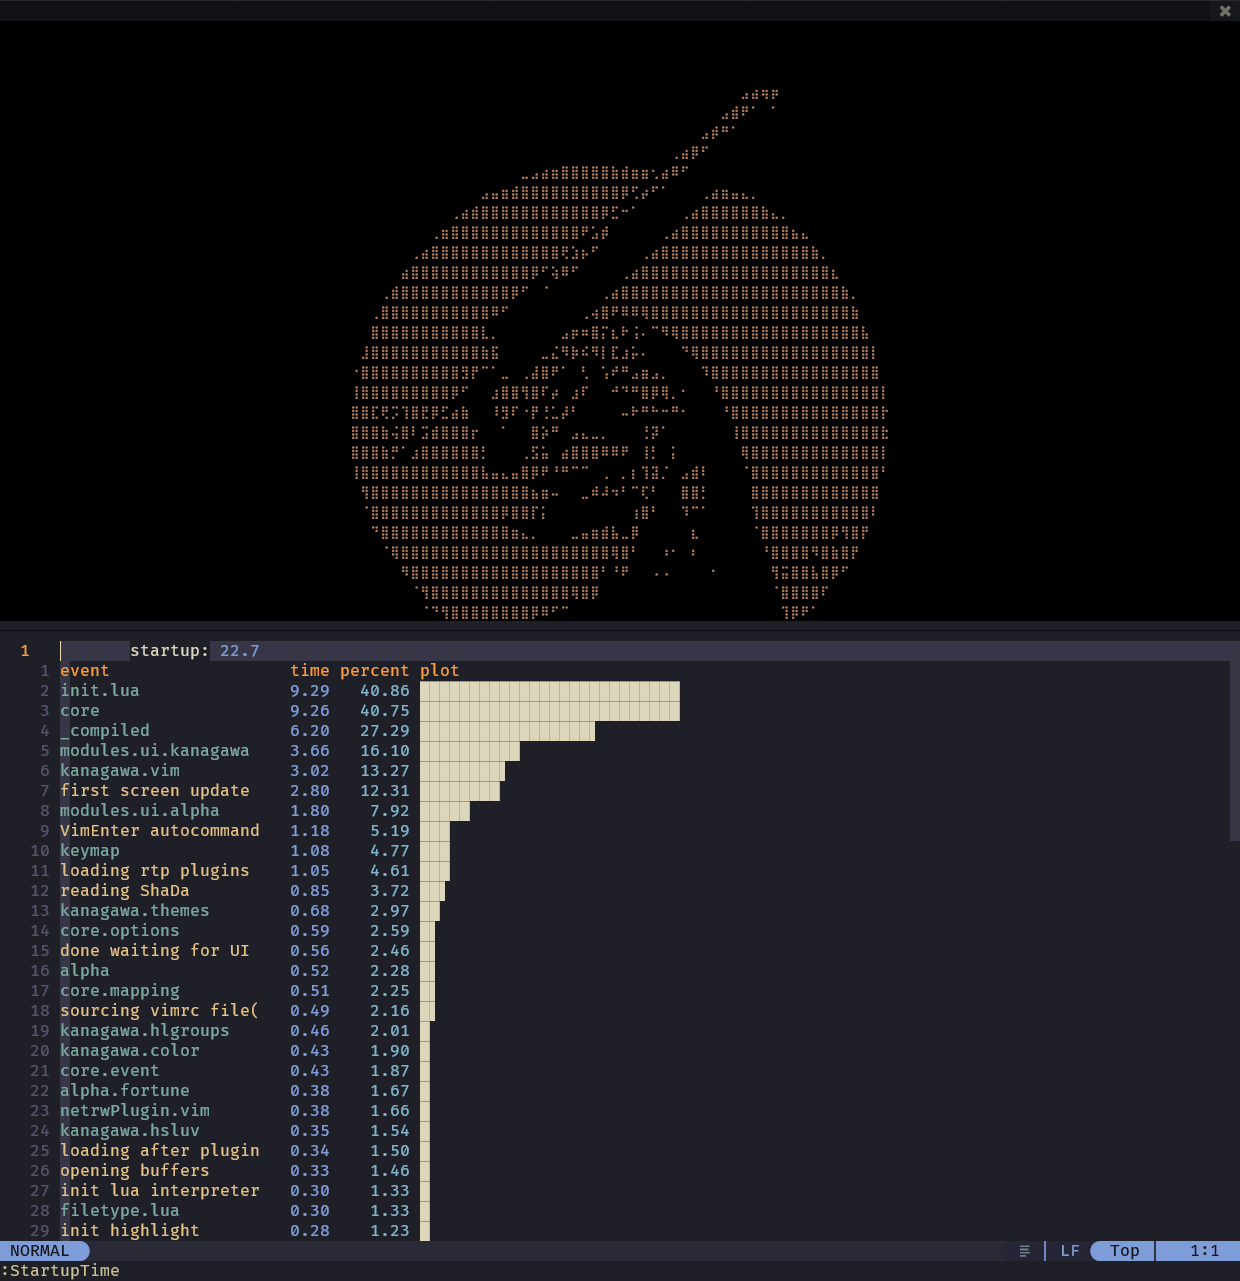 1 startup: 22.7
1 event time percent plot
2 init.lua 9.29 40.86
3 core 9.26 40.75
4 _compiled 6.20 27.29
5 modules.ui.kanagawa 3.66 16.10
6 kanagawa.vim 3.02 13.27
7 first screen update 2.80 12.31
8 modules.ui.alpha 1.80 7.92
9 VimEnter autocommand 1.18 5.19
10 keymap 1.08 4.77
11 loading rtp plugins 1.05 4.61
12 reading ShaDa 0.85 3.72
13 kanagawa.themes 0.68 2.97
14 core.options 0.59 2.59
15 done waiting for UI 0.56 2.46
16 alpha 0.52 2.28
17 core.mapping 0.51 2.25
18 sourcing vimrc file( 0.49 2.16
19 kanagawa.hlgroups 0.46 2.01
20 kanagawa.color 0.43 1.90
21 core.event 0.43 1.87
22 alpha.fortune 0.38 1.67
23 netrwPlugin.vim 0.38 1.66
24 kanagawa.hsluv 0.35 1.54
25 loading after plugin 0.34 1.50
26 opening buffers 0.33 1.46
27 init lua interpreter 0.30 1.33
28 filetype.lua 0.30 1.33
29 init highlight 0.28 1.23
NORMAL LF Top 1:1
:StartupTime